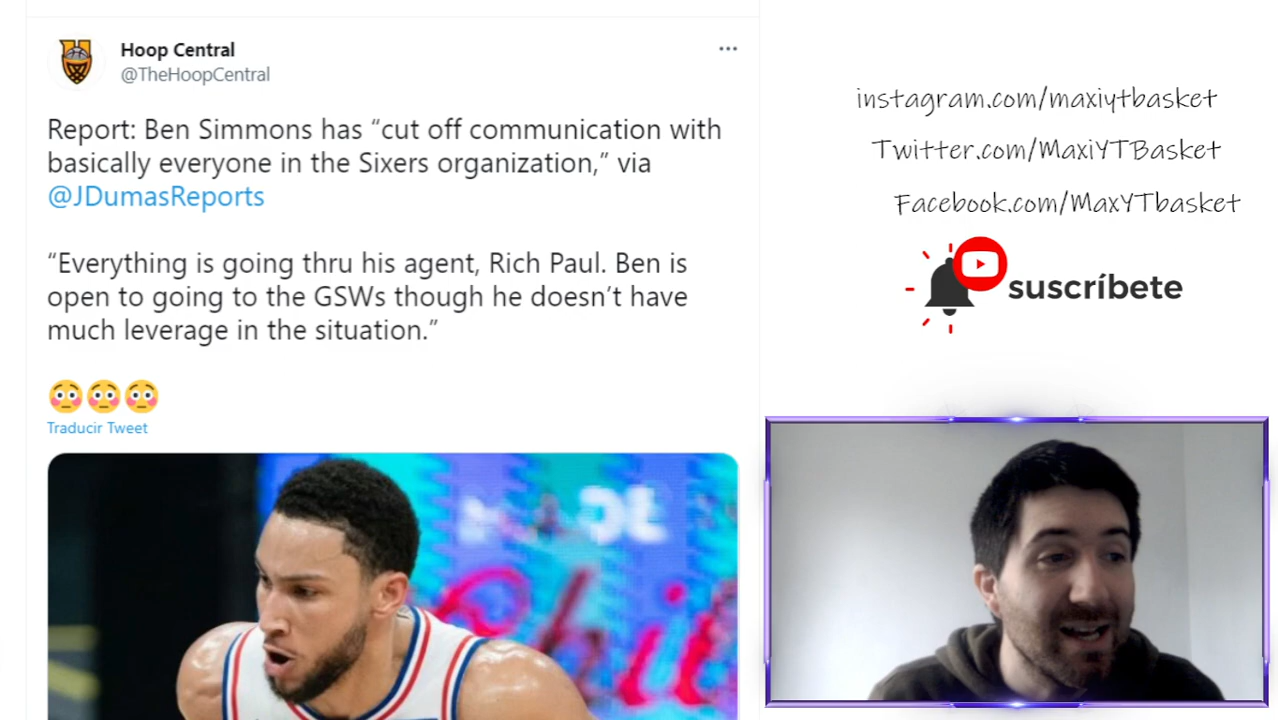 Hoop Central
@TheHoopCentral
Report: Ben Simmons has “cut off communication with
basically everyone in the Sixers organization,” via
@JDumasReports
“Everything is going thru his agent, Rich Paul. Ben is
open to going to the GSWs though he doesn’t have
much leverage in the situation.”
Traducir Tweet
instagram.com/maxiytbasket
Twitter.com/MaxiYTBasket
Facebook.com/MaxYTbasket
suscríbete